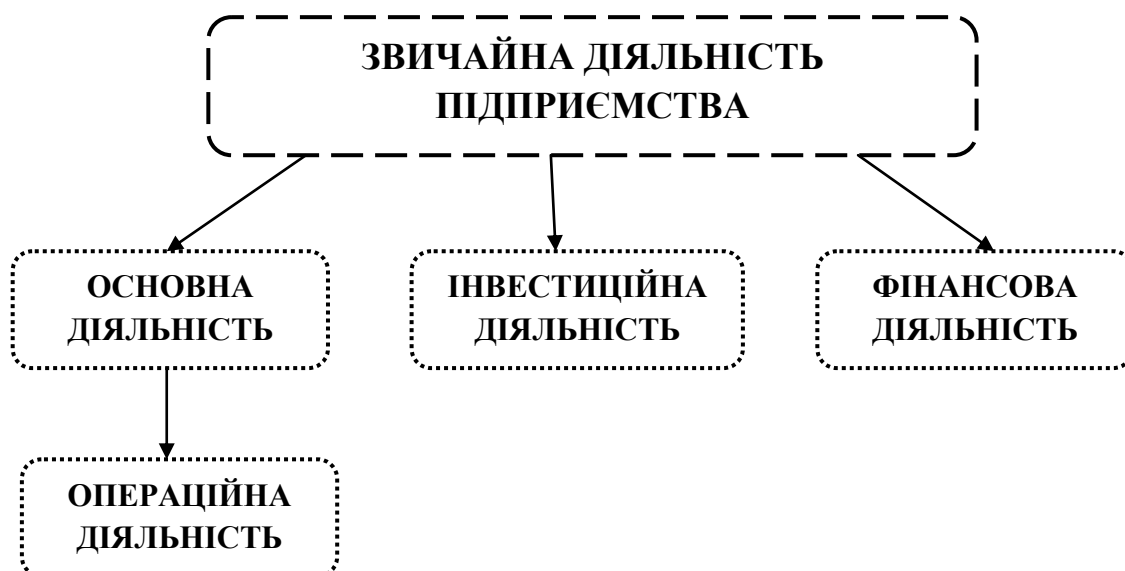 ЗВИЧАЙНА ДІЯЛЬНІСТЬ
ПІДПРИЄМСТВА
ОСНОВНА
ДІЯЛЬНІСТЬ
ІНВЕСТИЦІЙНА
ДІЯЛЬНІСТЬ
ФІНАНСОВА
ДІЯЛЬНІСТЬ
ОПЕРАЦІЙНА
ДІЯЛЬНІСТЬ